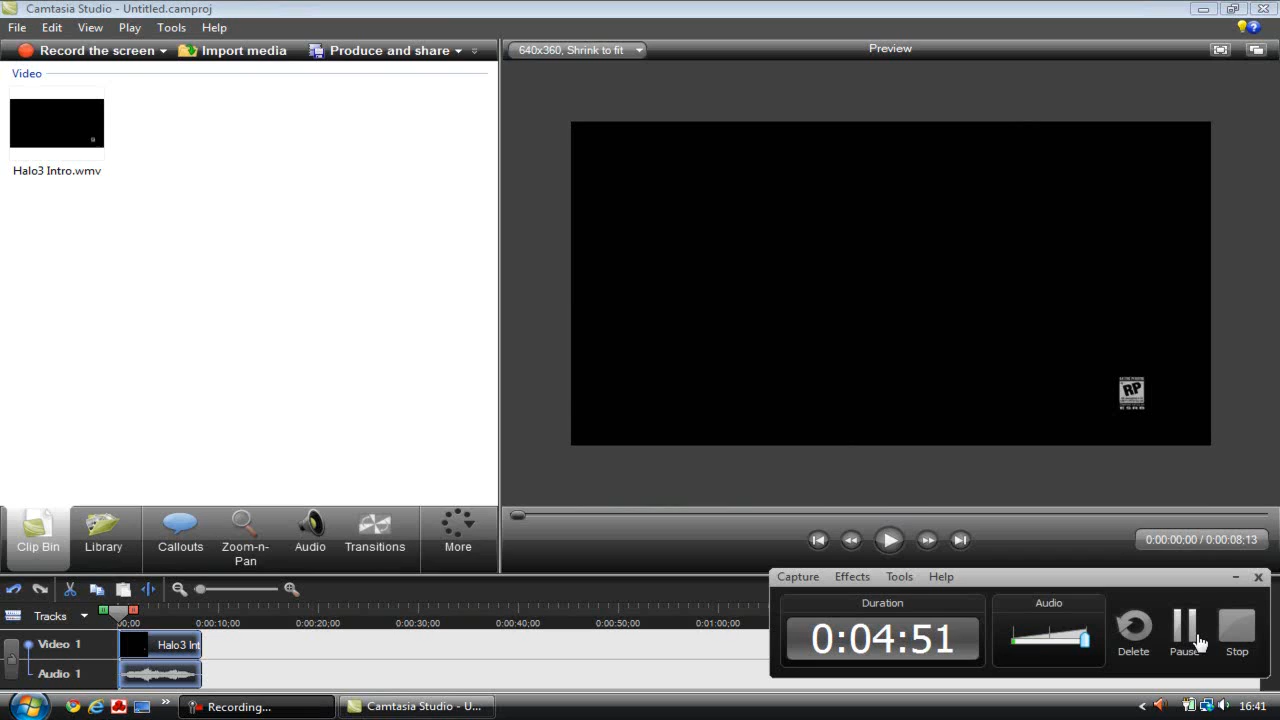 Camtasia Studio - Untitled.camproj
File Edit View Play Tools Help
Record the screen Import media Produce and share
640x360, Shrink to fit
Preview
Video
Halo3 Intro.wmv
RP
ESRB
Clip Bin Library Callouts Zoom-n-Pan Audio Transitions More
0:00:00;00 / 0:00:08;13
Capture Effects Tools Help
Duration
0:04:51
Audio
Delete Pause Stop
Tracks
00;00 0:00:10;00 0:00:20;00 0:00:30;00 0:00:40;00 0:00:50;00 0:01:00;00
Video 1
Halo3 Int
Audio 1
Recording...
Camtasia Studio - U...
16:41